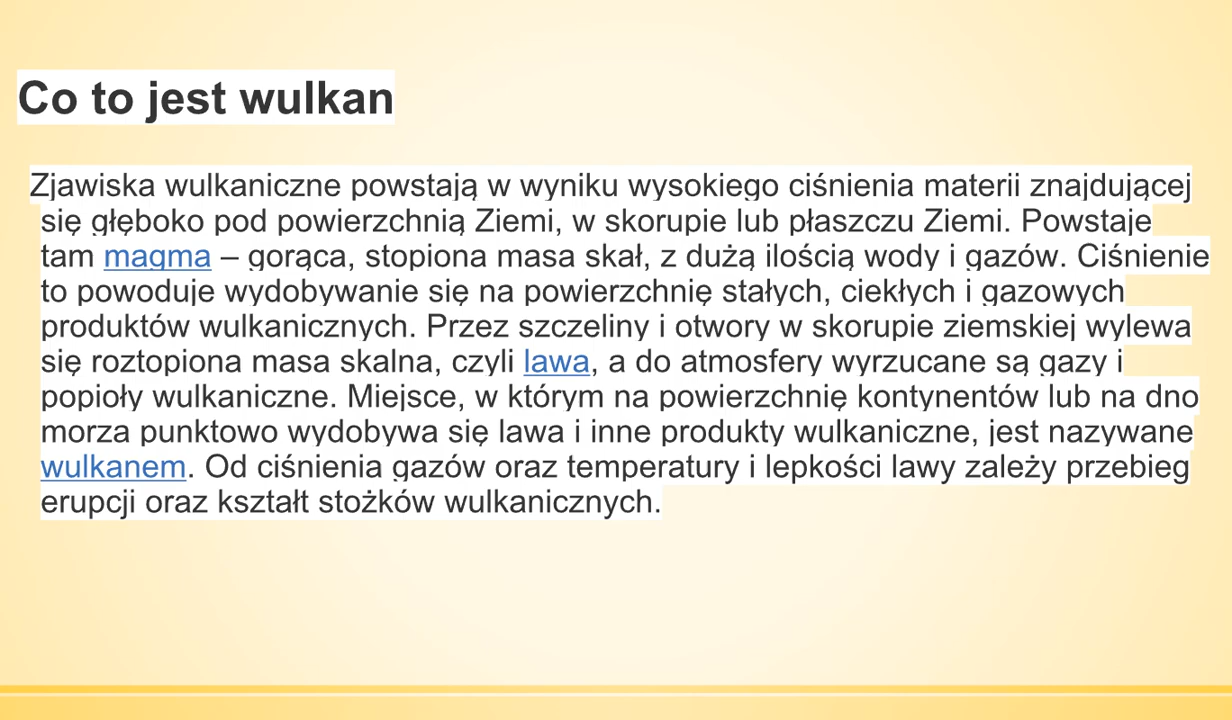 Co to jest wulkan
Zjawiska wulkaniczne powstają w wyniku wysokiego ciśnienia materii znajdującej
się głęboko pod powierzchnią Ziemi, w skorupie lub płaszczu Ziemi. Powstaje
tam magma – gorąca, stopiona masa skał, z dużą ilością wody i gazów. Ciśnienie
to powoduje wydobywanie się na powierzchnię stałych, ciekłych i gazowych
produktów wulkanicznych. Przez szczeliny i otwory w skorupie ziemskiej wylewa
się roztopiona masa skalna, czyli lawa, a do atmosfery wyrzucane są gazy i
popioły wulkaniczne. Miejsce, w którym na powierzchnię kontynentów lub na dno
morza punktowo wydobywa się lawa i inne produkty wulkaniczne, jest nazywane
wulkanem. Od ciśnienia gazów oraz temperatury i lepkości lawy zależy przebieg
erupcji oraz kształt stożków wulkanicznych.